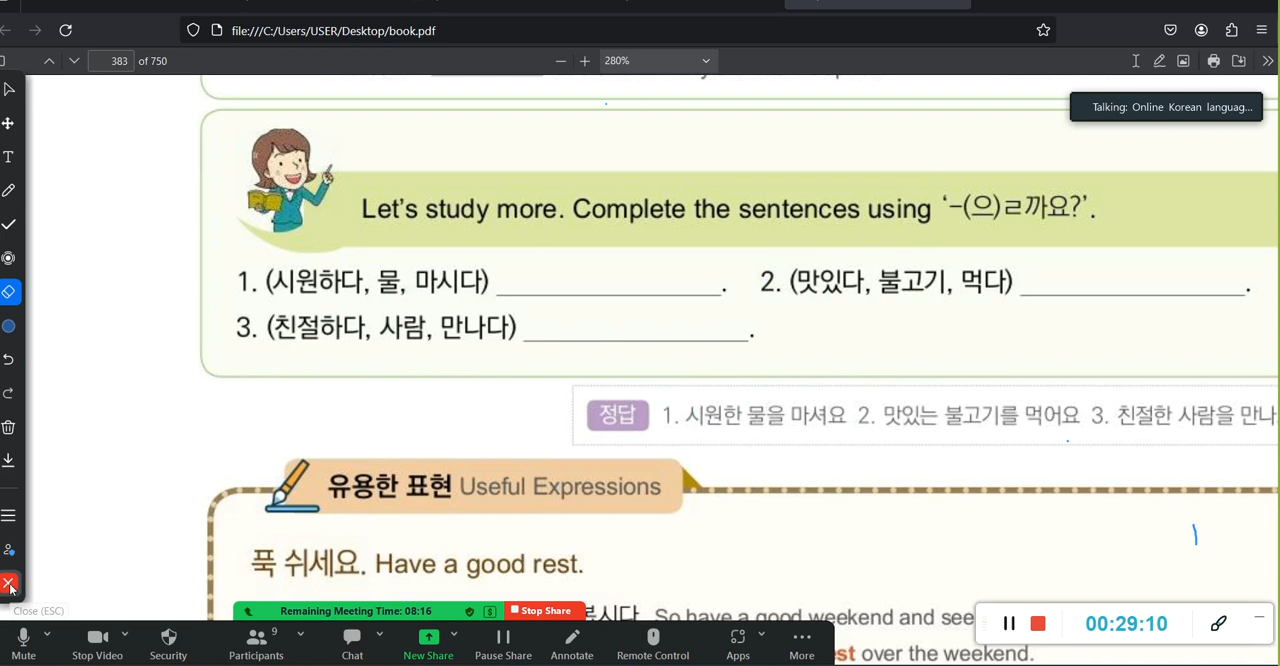 file:///C:/Users/USER/Desktop/book.pdf
383 of 750
280%
Talking: Online Korean languag...
Let's study more. Complete the sentences using '-(으)ㄹ까요?'.
1. (시원하다, 물, 마시다) ____________. 2. (맛있다, 불고기, 먹다) ____________.
3. (친절하다, 사람, 만나다) ____________.
정답 1. 시원한 물을 마셔요 2. 맛있는 불고기를 먹어요 3. 친절한 사람을 만나
유용한 표현 Useful Expressions
푹 쉬세요. Have a good rest.
Close (ESC)
Remaining Meeting Time: 08:16 Stop Share
So have a good weekend and see
00:29:10
over the weekend.
Mute Stop Video Security Participants 9 Chat New Share Pause Share Annotate Remote Control Apps More